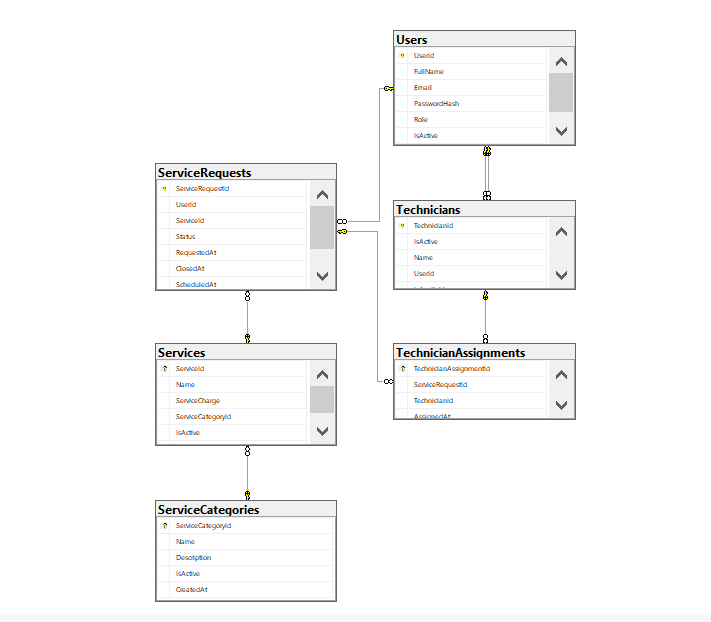 Users
UserId
FullName
Email
PasswordHash
Role
IsActive
ServiceRequests
ServiceRequestId
UserId
ServiceId
Status
RequestedAt
ClosedAt
ScheduledAt
Technicians
TechnicianId
IsActive
Name
UserId
Services
ServiceId
Name
ServiceCharge
ServiceCategoryId
IsActive
TechnicianAssignments
TechnicianAssignmentId
ServiceRequestId
TechnicianId
AssignedAt
ServiceCategories
ServiceCategoryId
Name
Description
IsActive
CreatedAt